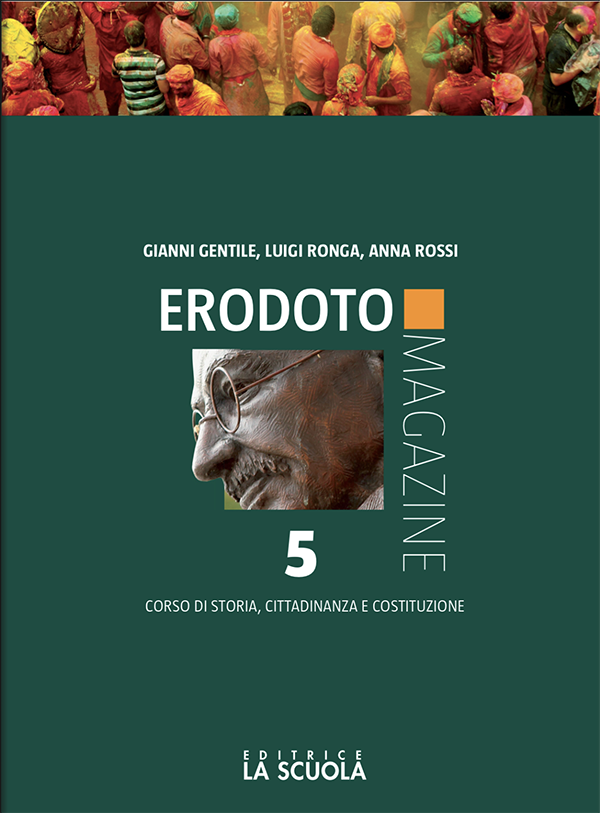 GIANNI GENTILE, LUIGI RONGA, ANNA ROSSI
ERODOTO
MAGAZINE
5
CORSO DI STORIA, CITTADINANZA E COSTITUZIONE
EDITRICE
LA SCUOLA